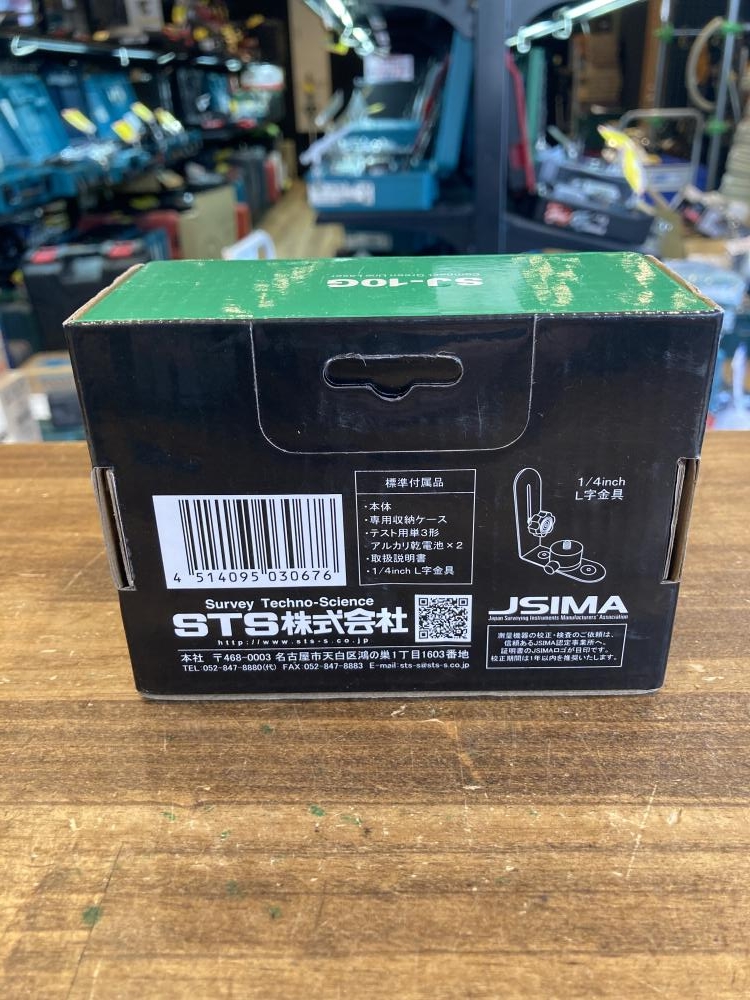 SJ-10G
Compact Green Line Laser
標準付属品
・本体
・専用収納ケース
・テスト用単3形
アルカリ乾電池×2
・取扱説明書
・1/4inch L字金具
1/4inch
L字金具
4 514095 030676
Survey Techno-Science
STS株式会社
http://www.sts-s.co.jp
本社 〒468-0003 名古屋市天白区鴻の巣1丁目1603番地
TEL 052-847-8880(代) FAX 052-847-8883 E-mail:sts-s@sts-s.co.jp
JSIMA
Japan Surveying Instruments Manufacturers' Association
測量機器の校正・検査のご依頼は、
信頼あるJSIMA認定事業所へ。
証明書のJSIMAロゴが目印です。
校正期間は1年以内を推奨いたします。